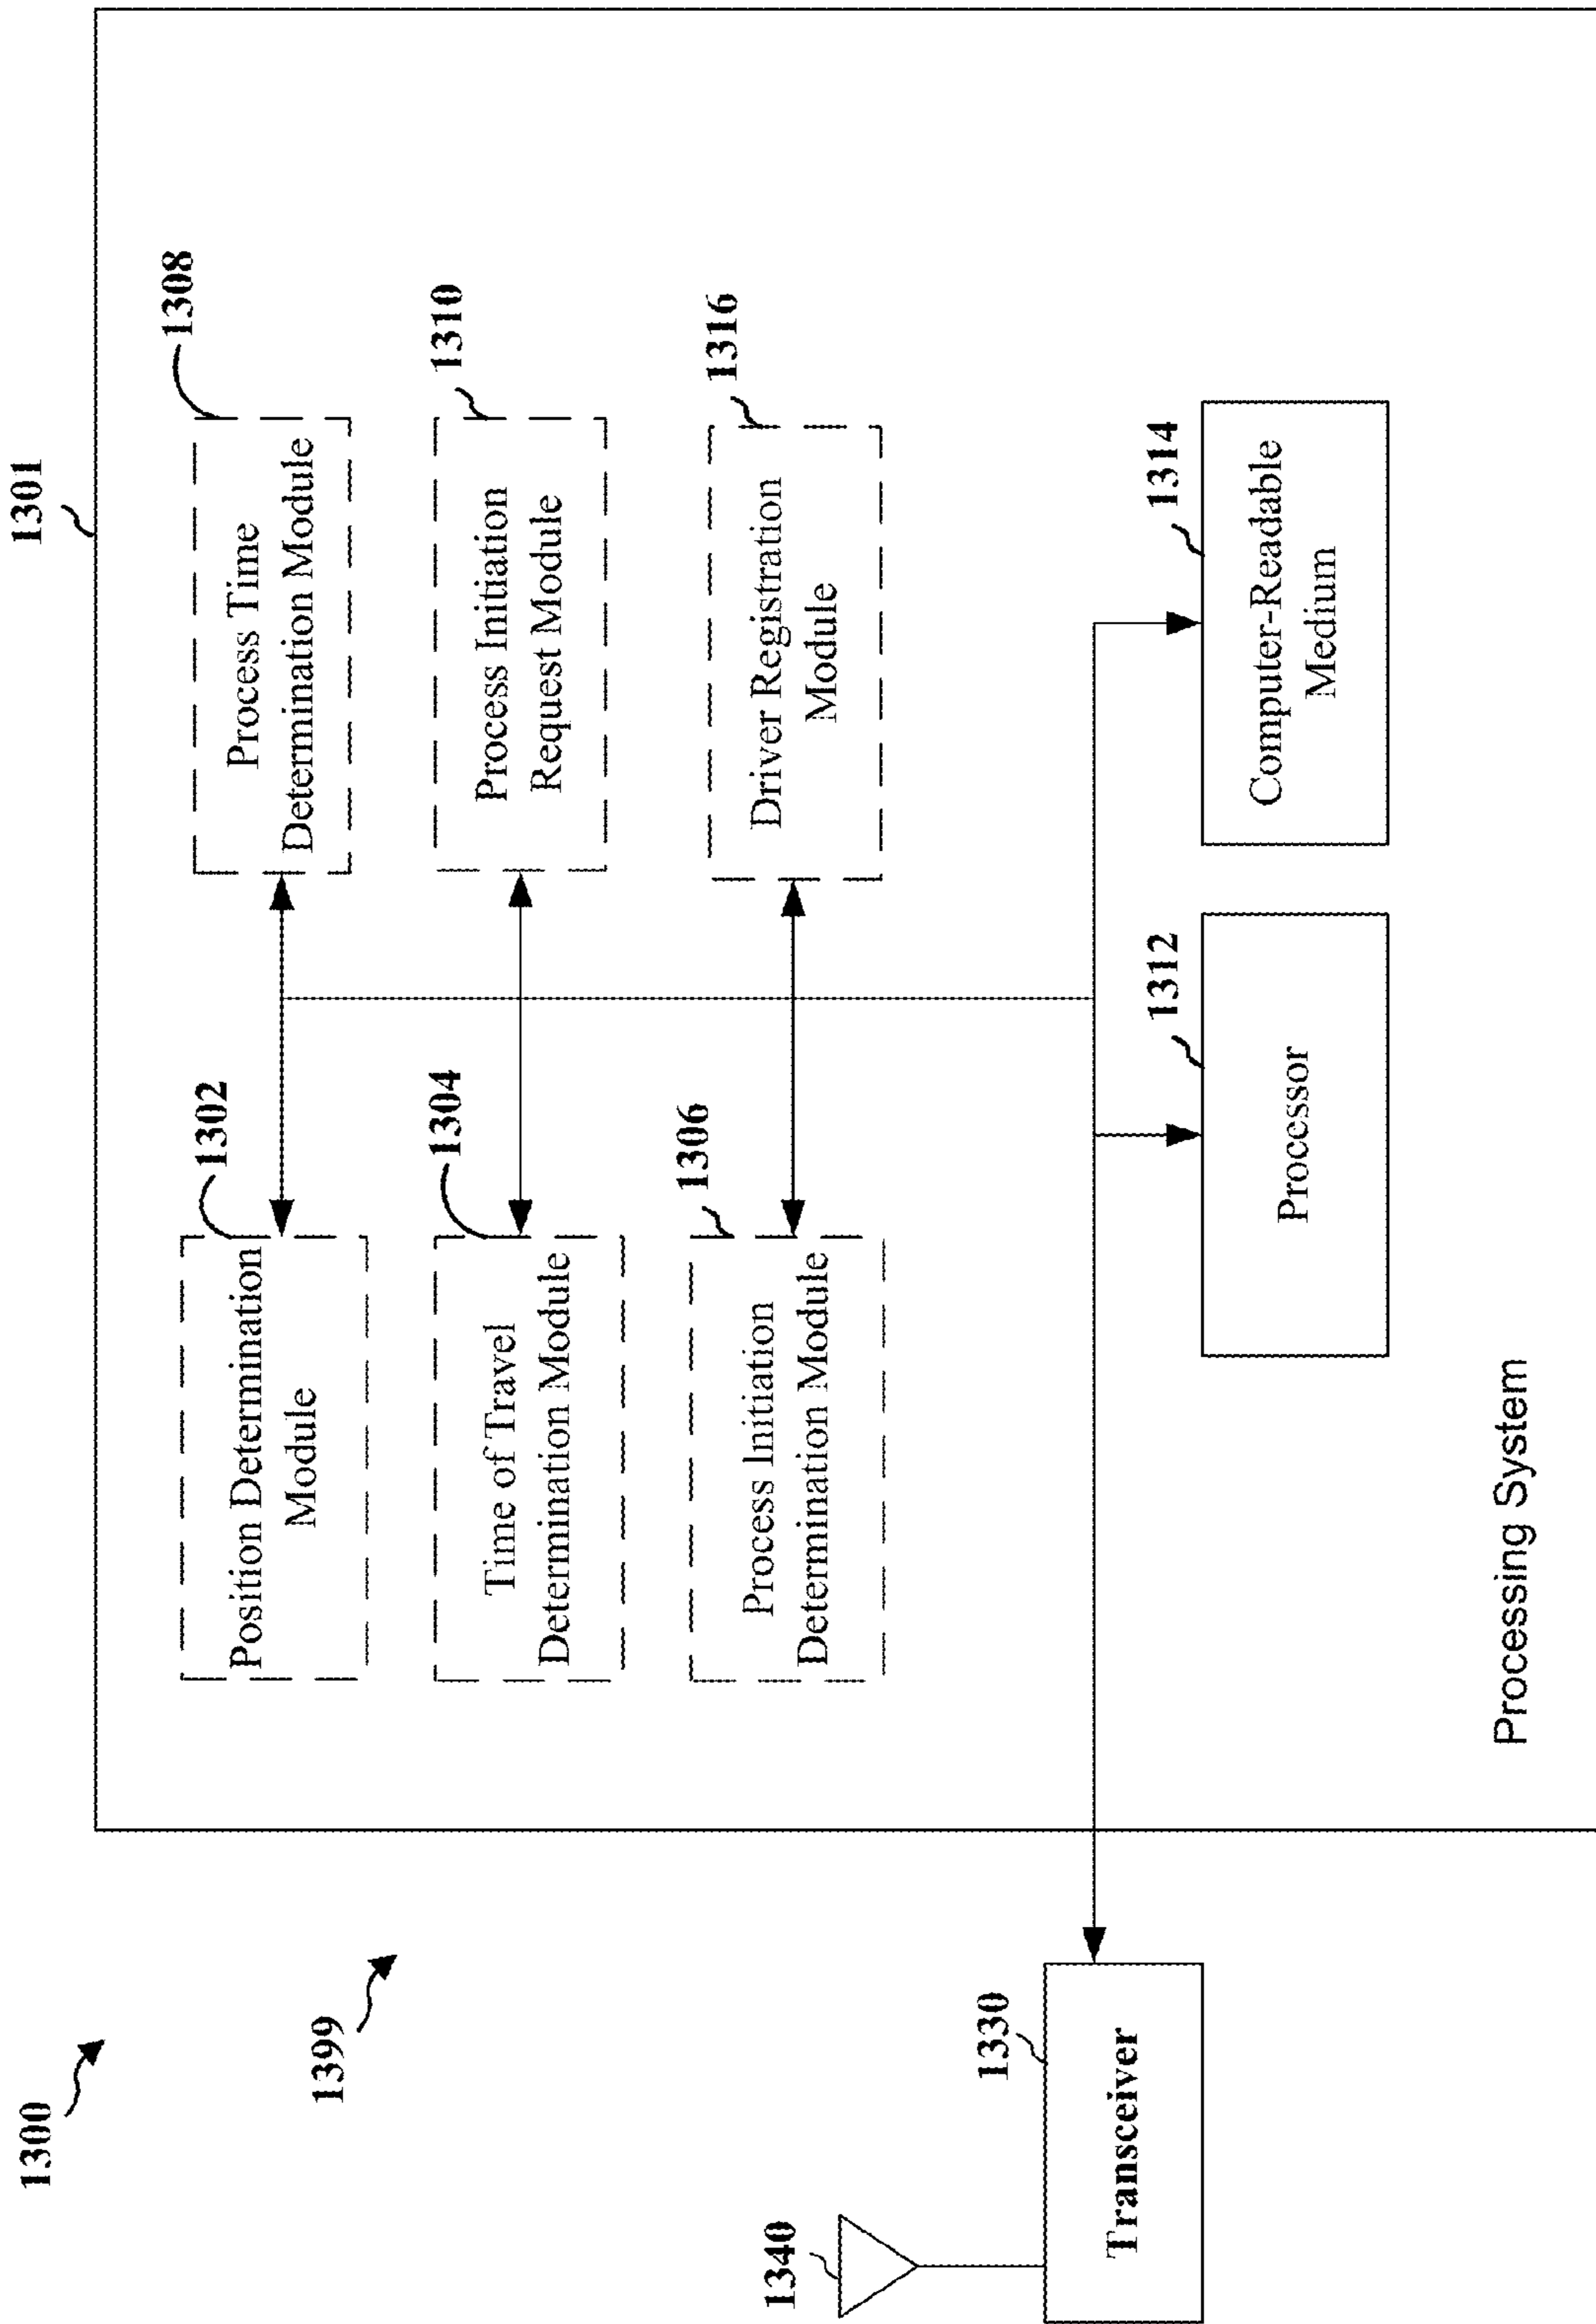 1300
1399
1301
1302
Position Determination
Module
1308
Process Time
Determination Module
1304
Time of Travel
Determination Module
1310
Process Initiation
Request Module
1306
Process Initiation
Determination Module
1316
Driver Registration
Module
1340
1330
Transceiver
1312
Processor
1314
Computer-Readable
Medium
Processing System